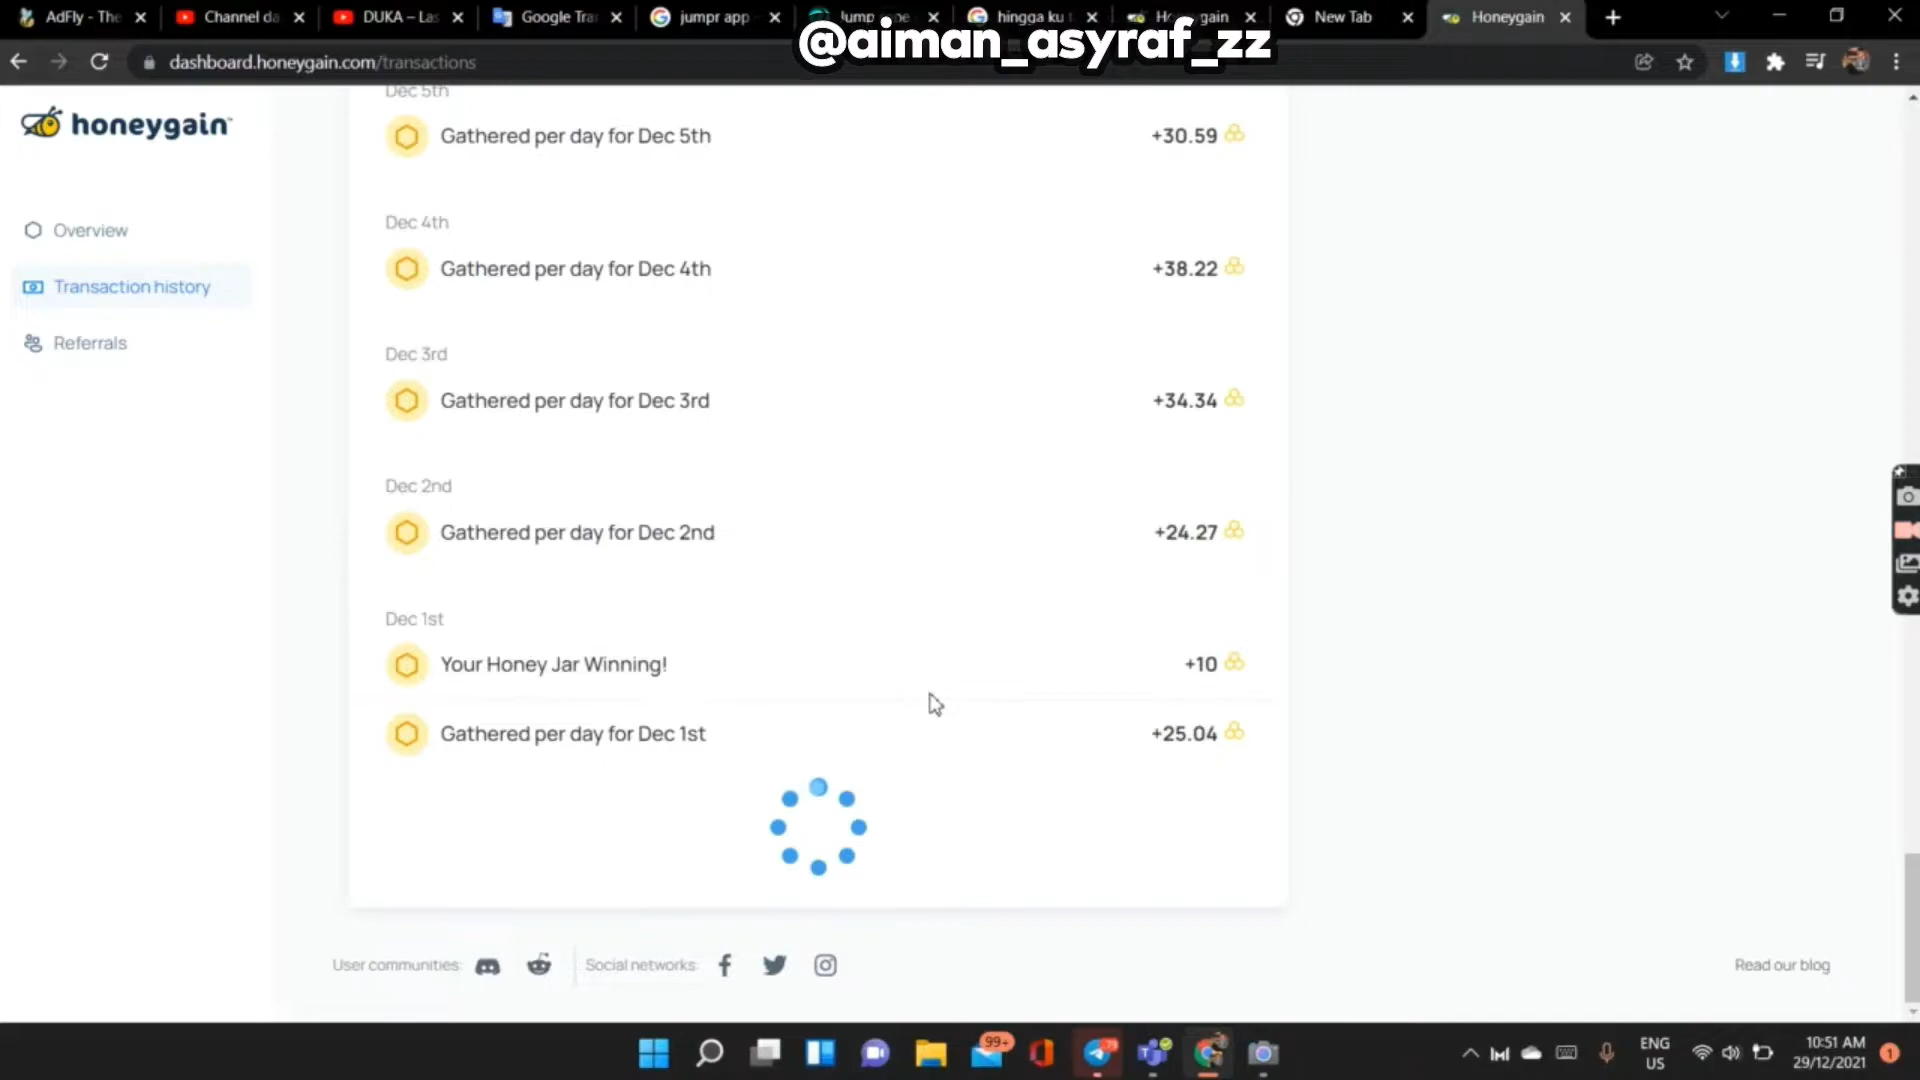 AdFly - The
Channel da
DUKA – Las
Google Tra
jumpr app
hingga ku t
Honeygain
New Tab
Honeygain
@aiman_asyraf_zz
dashboard.honeygain.com/transactions
honeygain
Overview
Transaction history
Referrals
Dec 5th
Gathered per day for Dec 5th +30.59
Dec 4th
Gathered per day for Dec 4th +38.22
Dec 3rd
Gathered per day for Dec 3rd +34.34
Dec 2nd
Gathered per day for Dec 2nd +24.27
Dec 1st
Your Honey Jar Winning! +10
Gathered per day for Dec 1st +25.04
User communities: Social networks: Read our blog
99+
ENG
US
10:51 AM
29/12/2021
1